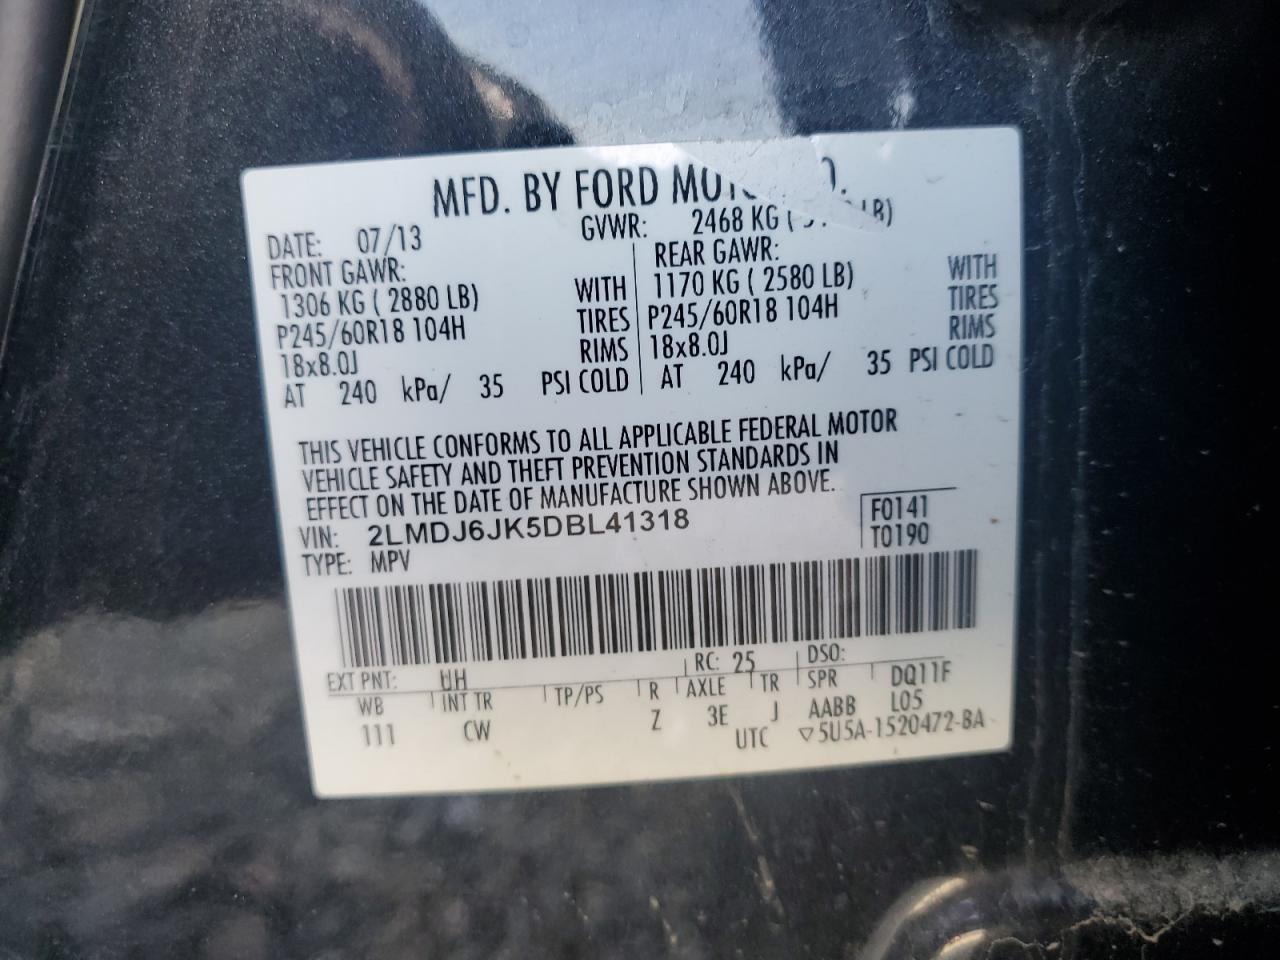 MFD. BY FORD
DATE: 07/13 GVWR: 2468 KG
FRONT GAWR: REAR GAWR:
1306 KG ( 2880 LB) WITH 1170 KG ( 2580 LB) WITH
P245/60R18 104H TIRES P245/60R18 104H TIRES
18x8.0J RIMS 18x8.0J RIMS
AT 240 kPa/ 35 PSI COLD AT 240 kPa/ 35 PSI COLD
THIS VEHICLE CONFORMS TO ALL APPLICABLE FEDERAL MOTOR
VEHICLE SAFETY AND THEFT PREVENTION STANDARDS IN
EFFECT ON THE DATE OF MANUFACTURE SHOWN ABOVE.
VIN: 2LMDJ6JK5DBL41318 F0141
TYPE: MPV T0190
EXT PNT: UH RC: 25 DSO:
WB INT TR TP/PS R AXLE TR SPR DQ11F
111 CW Z 3E J AABB L05
UTC ▽5U5A-1520472-BA